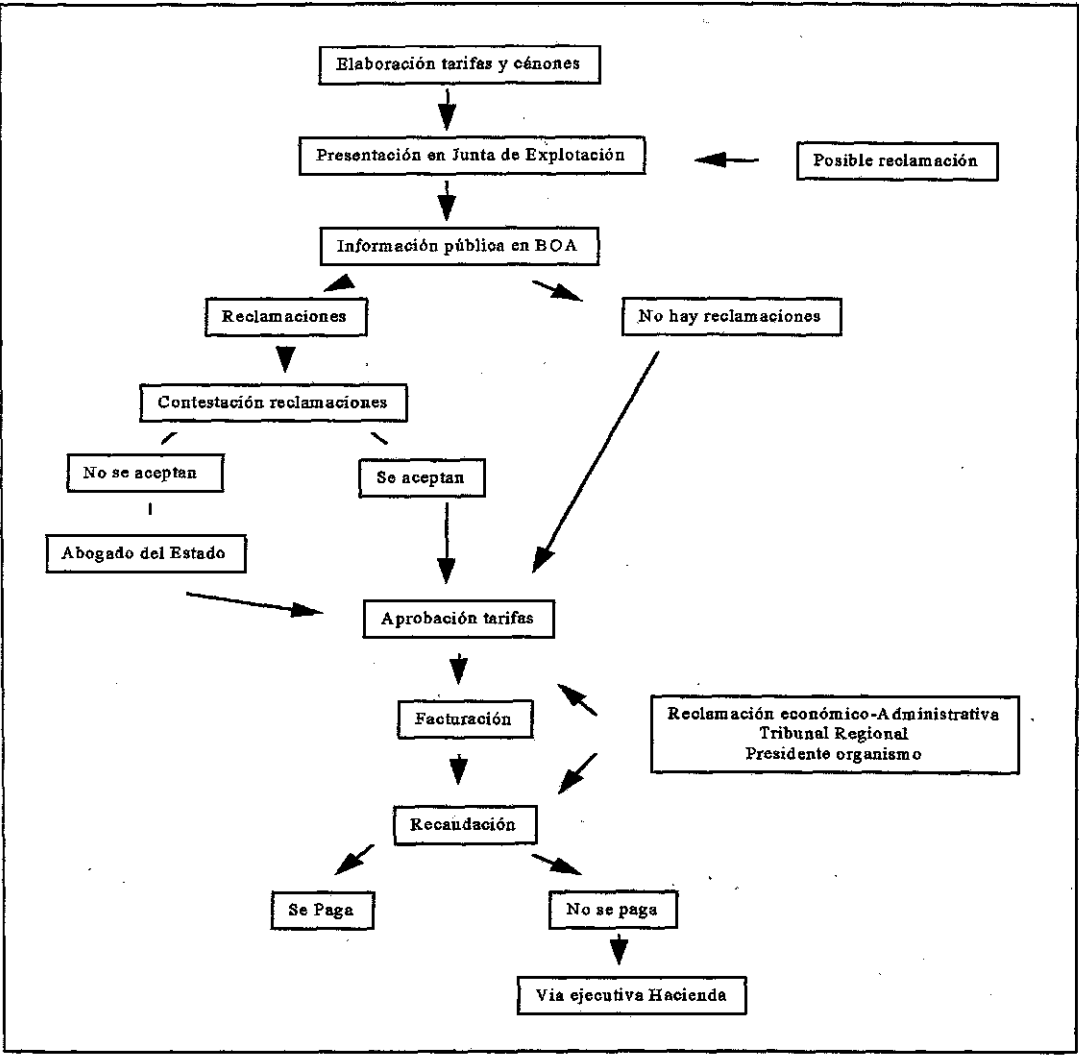 Elaboración tarifas y cánones
Presentación en Junta de Explotación
Posible reclamación
Información pública en BOA
Reclamaciones
No hay reclamaciones
Contestación reclamaciones
No se aceptan
Se aceptan
Abogado del Estado
Aprobación tarifas
Facturación
Reclamación económico-Administrativa
Tribunal Regional
Presidente organismo
Recaudación
Se Paga
No se paga
Via ejecutiva Hacienda